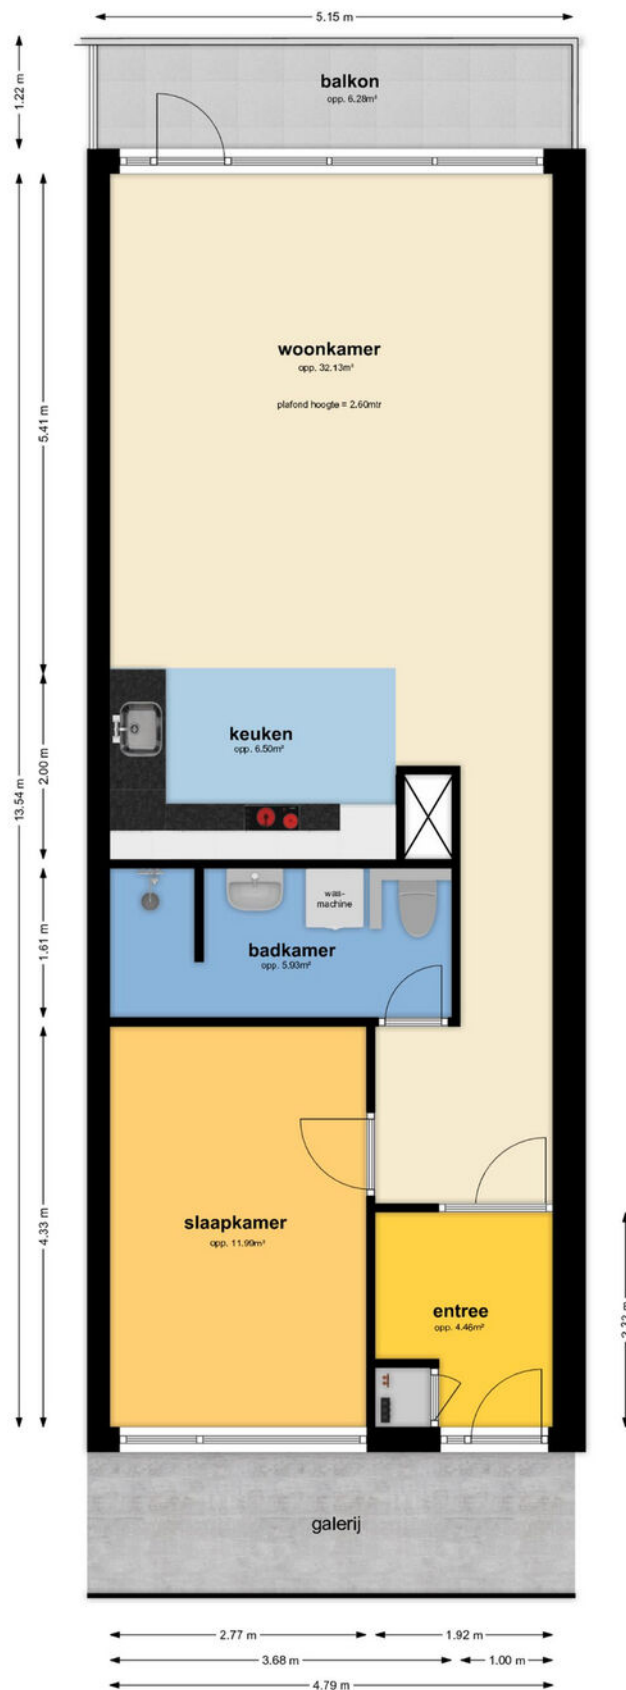 5.15 m
1.22 m
balkon
opp. 6.28m²
woonkamer
opp. 32.13m²
plafond hoogte = 2.60mtr
5.41 m
13.54 m
2.00 m
keuken
opp. 6.50m²
1.61 m
was-
machine
badkamer
opp. 5.93m²
4.33 m
slaapkamer
opp. 11.99m²
entree
opp. 4.46m²
2.32 m
galerij
2.77 m
1.92 m
3.68 m
1.00 m
4.79 m